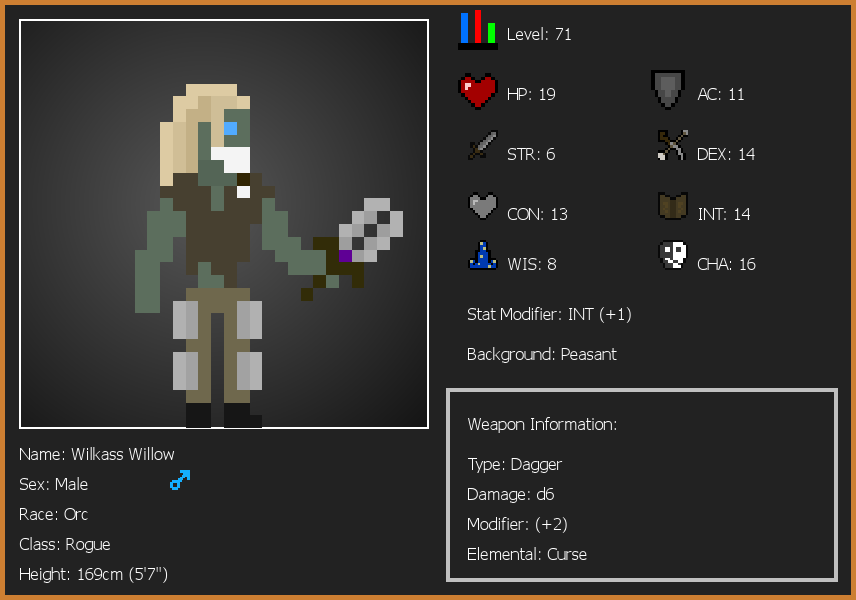 Level: 71
HP: 19
AC: 11
STR: 6
DEX: 14
CON: 13
INT: 14
WIS: 8
CHA: 16
Stat Modifier: INT (+1)
Background: Peasant
Weapon Information:
Type: Dagger
Damage: d6
Modifier: (+2)
Elemental: Curse
Name: Wilkass Willow
Sex: Male
Race: Orc
Class: Rogue
Height: 169cm (5'7")